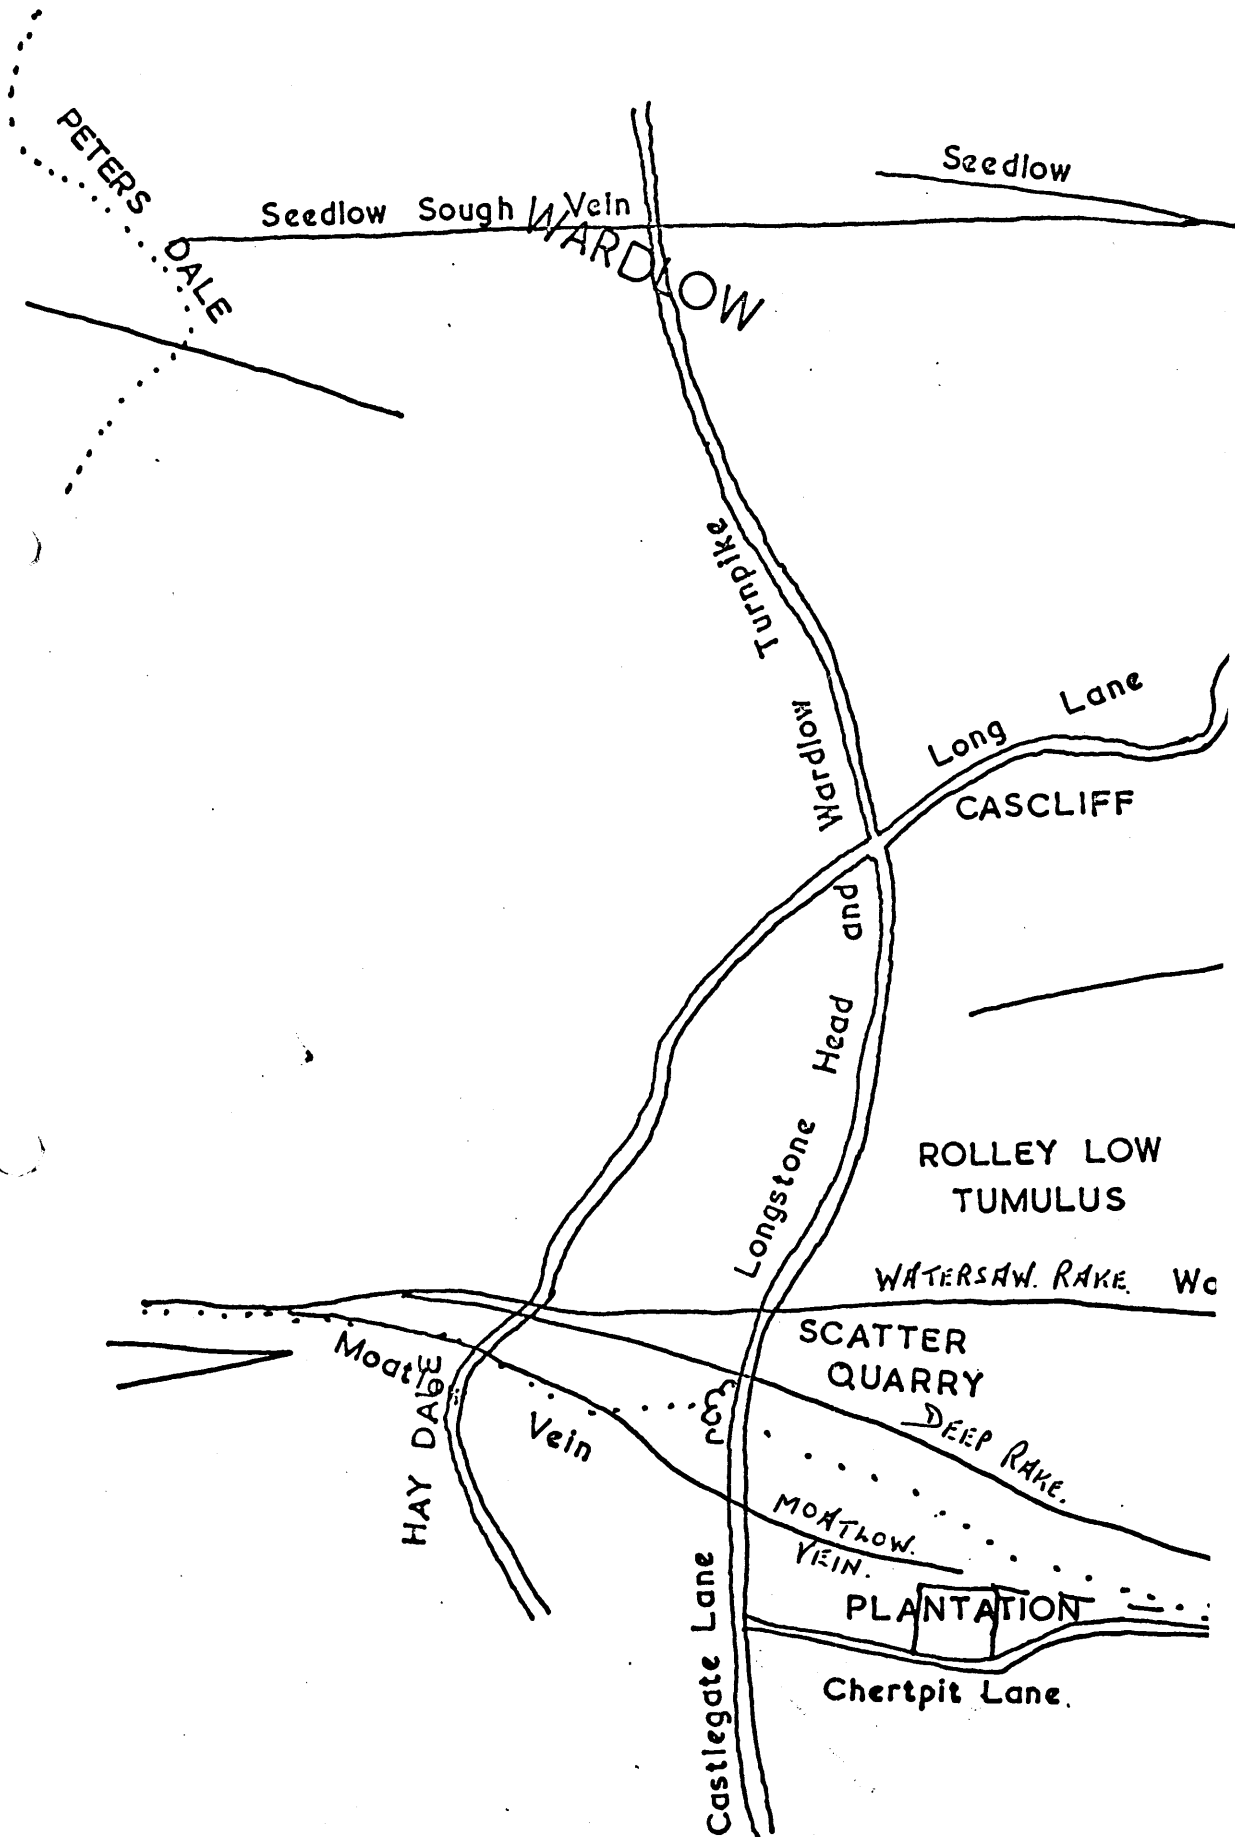 PETERS DALE
Seedlow Sough Vein
Seedlow
WARDLOW
Turnpike
Wardlow
and
Head
Longstone
Long Lane
CASCLIFF
ROLLEY LOW
TUMULUS
WATERSAW. RAKE. Wa
SCATTER
QUARRY
DEEP RAKE.
Vein
HAY DALE
MOATLOW.
VEIN.
PLANTATION
Castlegate Lane
Chertpit Lane.